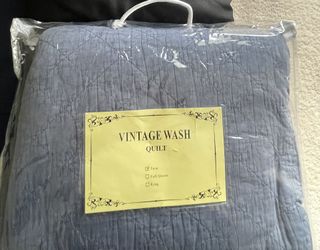 VINTAGE WASH
QUILT
Twin
Full/Queen
King